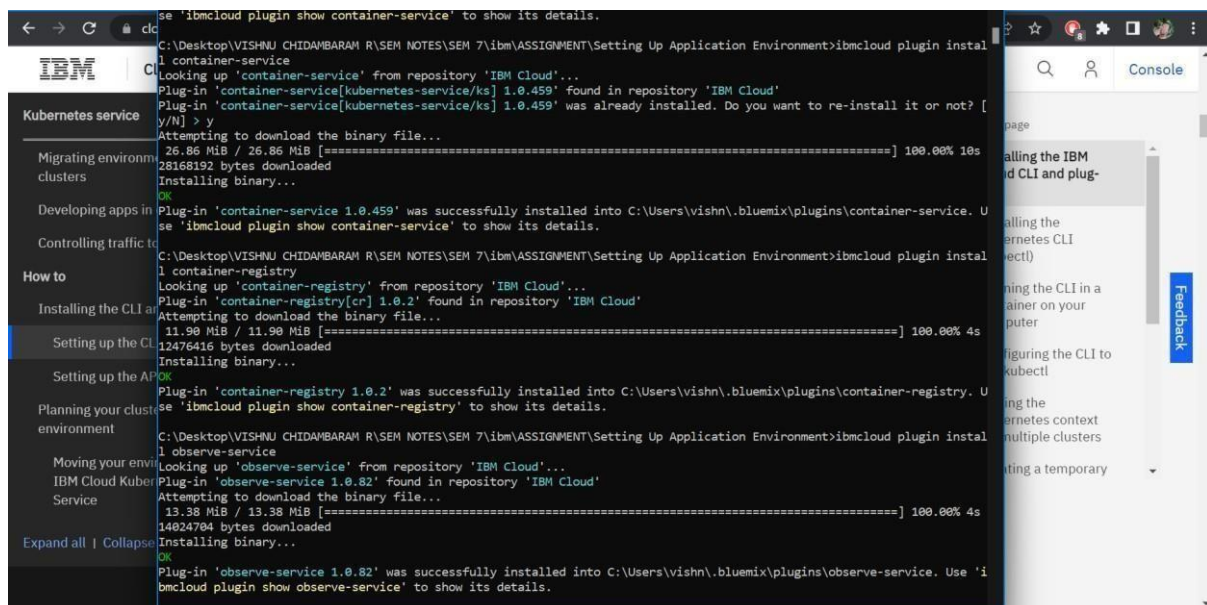 clo
IBM
Cl
Console
Kubernetes service
Migrating environm
clusters
Developing apps in
Controlling traffic to
How to
Installing the CLI an
Setting up the CL
Setting up the AP
Planning your cluste
environment
Moving your envi
IBM Cloud Kuber
Service
Expand all | Collapse
se 'ibmcloud plugin show container-service' to show its details.
C:\Desktop\VISHNU CHIDAMBARAM R\SEM NOTES\SEM 7\ibm\ASSIGNMENT\Setting Up Application Environment>ibmcloud plugin instal
l container-service
Looking up 'container-service' from repository 'IBM Cloud'...
Plug-in 'container-service[kubernetes-service/ks] 1.0.459' found in repository 'IBM Cloud'
Plug-in 'container-service[kubernetes-service/ks] 1.0.459' was already installed. Do you want to re-install it or not? [
y/N] > y
Attempting to download the binary file...
26.86 MiB / 26.86 MiB [=====================================================================================] 100.00% 10s
28168192 bytes downloaded
Installing binary...
OK
Plug-in 'container-service 1.0.459' was successfully installed into C:\Users\vishn\.bluemix\plugins\container-service. U
se 'ibmcloud plugin show container-service' to show its details.
C:\Desktop\VISHNU CHIDAMBARAM R\SEM NOTES\SEM 7\ibm\ASSIGNMENT\Setting Up Application Environment>ibmcloud plugin instal
l container-registry
Looking up 'container-registry' from repository 'IBM Cloud'...
Plug-in 'container-registry[cr] 1.0.2' found in repository 'IBM Cloud'
Attempting to download the binary file...
11.90 MiB / 11.90 MiB [======================================================================================] 100.00% 4s
12476416 bytes downloaded
Installing binary...
OK
Plug-in 'container-registry 1.0.2' was successfully installed into C:\Users\vishn\.bluemix\plugins\container-registry. U
se 'ibmcloud plugin show container-registry' to show its details.
C:\Desktop\VISHNU CHIDAMBARAM R\SEM NOTES\SEM 7\ibm\ASSIGNMENT\Setting Up Application Environment>ibmcloud plugin instal
l observe-service
Looking up 'observe-service' from repository 'IBM Cloud'...
Plug-in 'observe-service 1.0.82' found in repository 'IBM Cloud'
Attempting to download the binary file...
13.38 MiB / 13.38 MiB [======================================================================================] 100.00% 4s
14024704 bytes downloaded
Installing binary...
OK
Plug-in 'observe-service 1.0.82' was successfully installed into C:\Users\vishn\.bluemix\plugins\observe-service. Use 'i
bmcloud plugin show observe-service' to show its details.
page
alling the IBM
d CLI and plug-
alling the
ernetes CLI
ectl)
ning the CLI in a
ainer on your
puter
figuring the CLI to
kubectl
ing the
ernetes context
multiple clusters
ating a temporary
Feedback